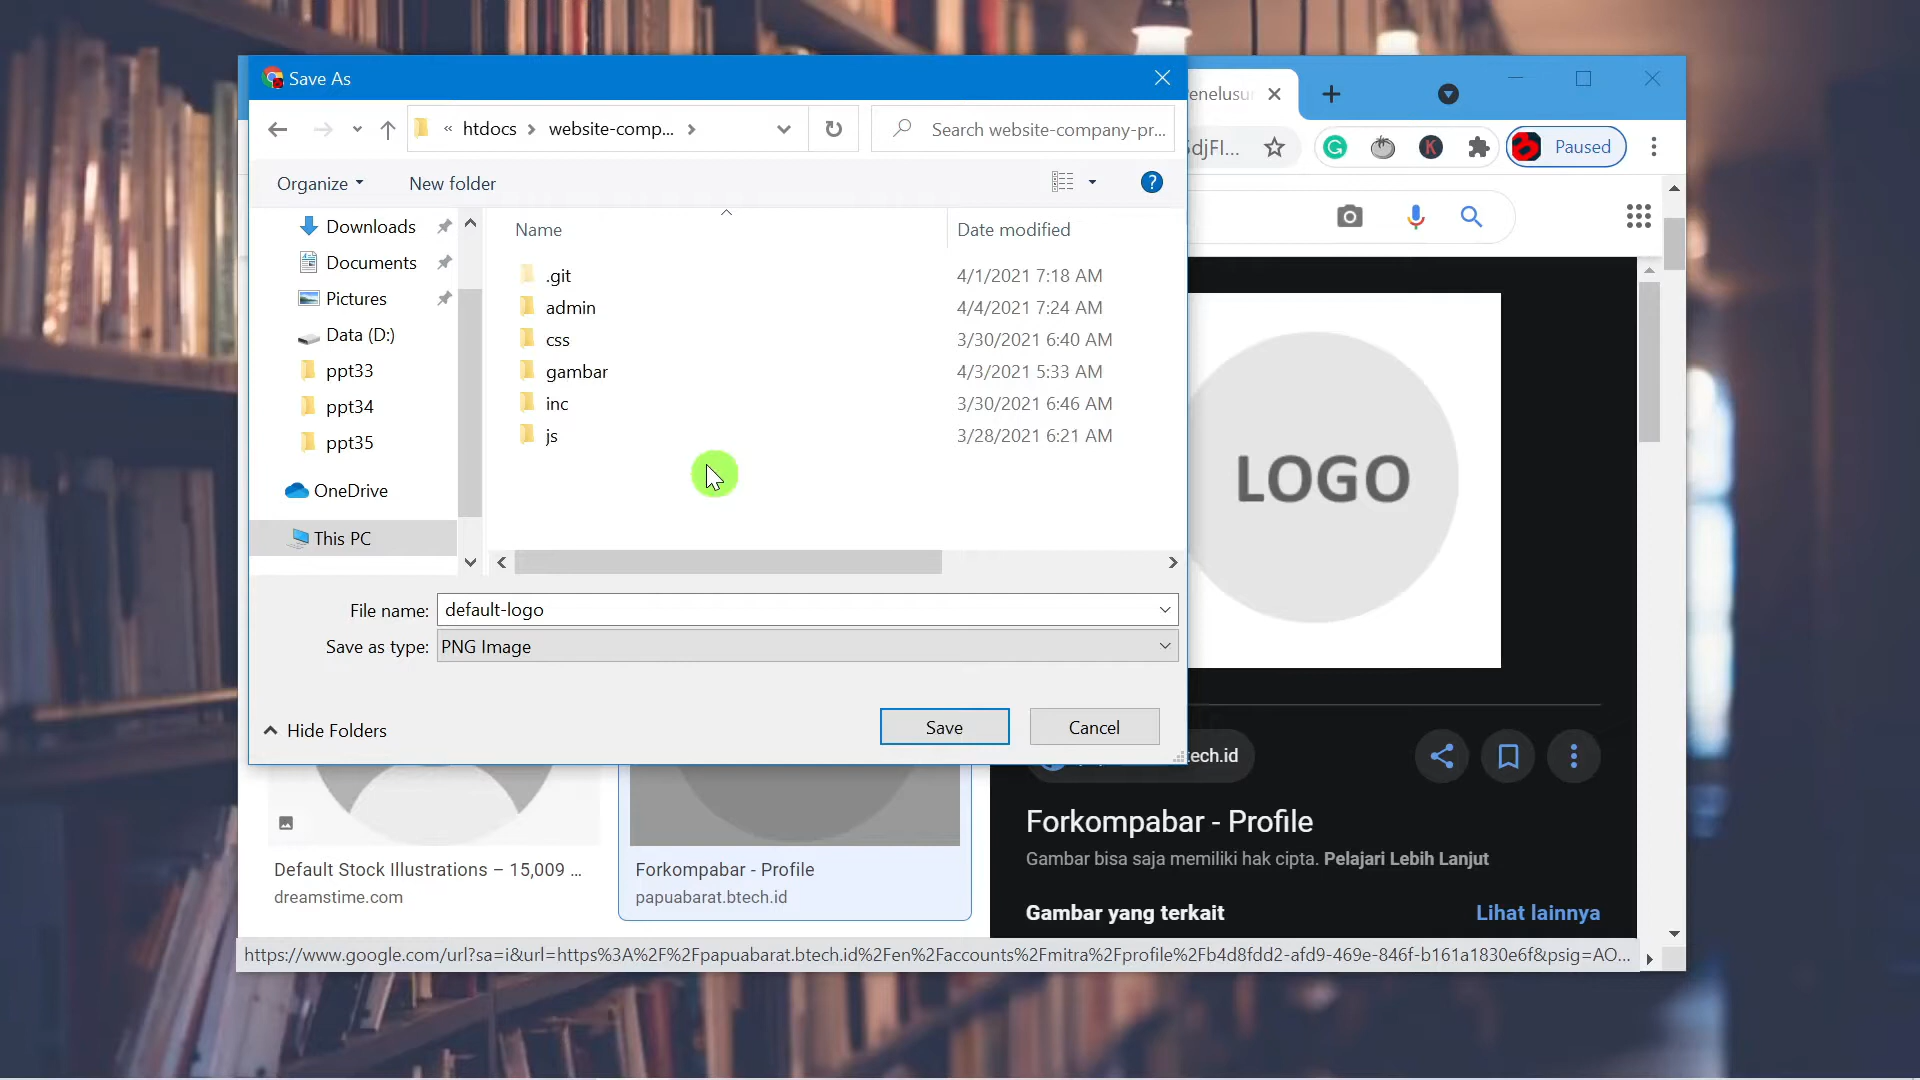 Save As
enelusur
htdocs
website-comp...
Search website-company-pr...
djFI...
Paused
Organize
New folder
Downloads
Documents
Pictures
Data (D:)
ppt33
ppt34
ppt35
OneDrive
This PC
Name
Date modified
.git
4/1/2021 7:18 AM
admin
4/4/2021 7:24 AM
css
3/30/2021 6:40 AM
gambar
4/3/2021 5:33 AM
inc
3/30/2021 6:46 AM
js
3/28/2021 6:21 AM
LOGO
File name:
default-logo
Save as type:
PNG Image
Hide Folders
Save
Cancel
tech.id
Default Stock Illustrations – 15,009 ...
dreamstime.com
Forkompabar - Profile
papuabarat.btech.id
Forkompabar - Profile
Gambar bisa saja memiliki hak cipta. Pelajari Lebih Lanjut
Gambar yang terkait
Lihat lainnya
https://www.google.com/url?sa=i&url=https%3A%2F%2Fpapuabarat.btech.id%2Fen%2Faccounts%2Fmitra%2Fprofile%2Fb4d8fdd2-afd9-469e-846f-b161a1830e6f&psig=AO...